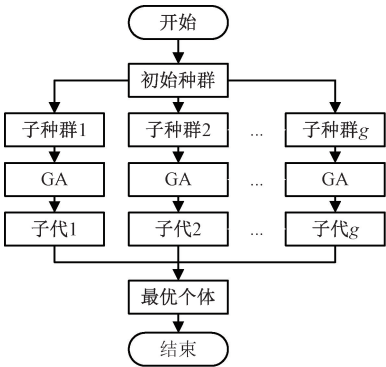 开始
初始种群
子种群1 子种群2 ... 子种群g
GA GA ... GA
子代1 子代2 ... 子代g
最优个体
结束